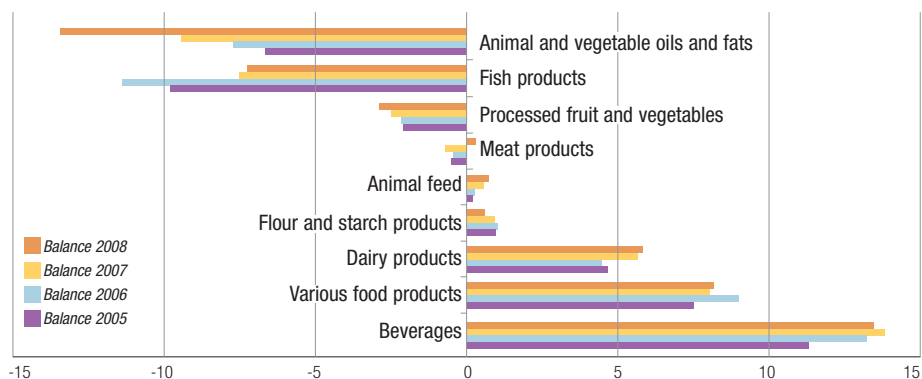 Animal and vegetable oils and fats
Fish products
Processed fruit and vegetables
Meat products
Animal feed
Flour and starch products
Dairy products
Various food products
Beverages
Balance 2008
Balance 2007
Balance 2006
Balance 2005
-15 -10 -5 0 5 10 15